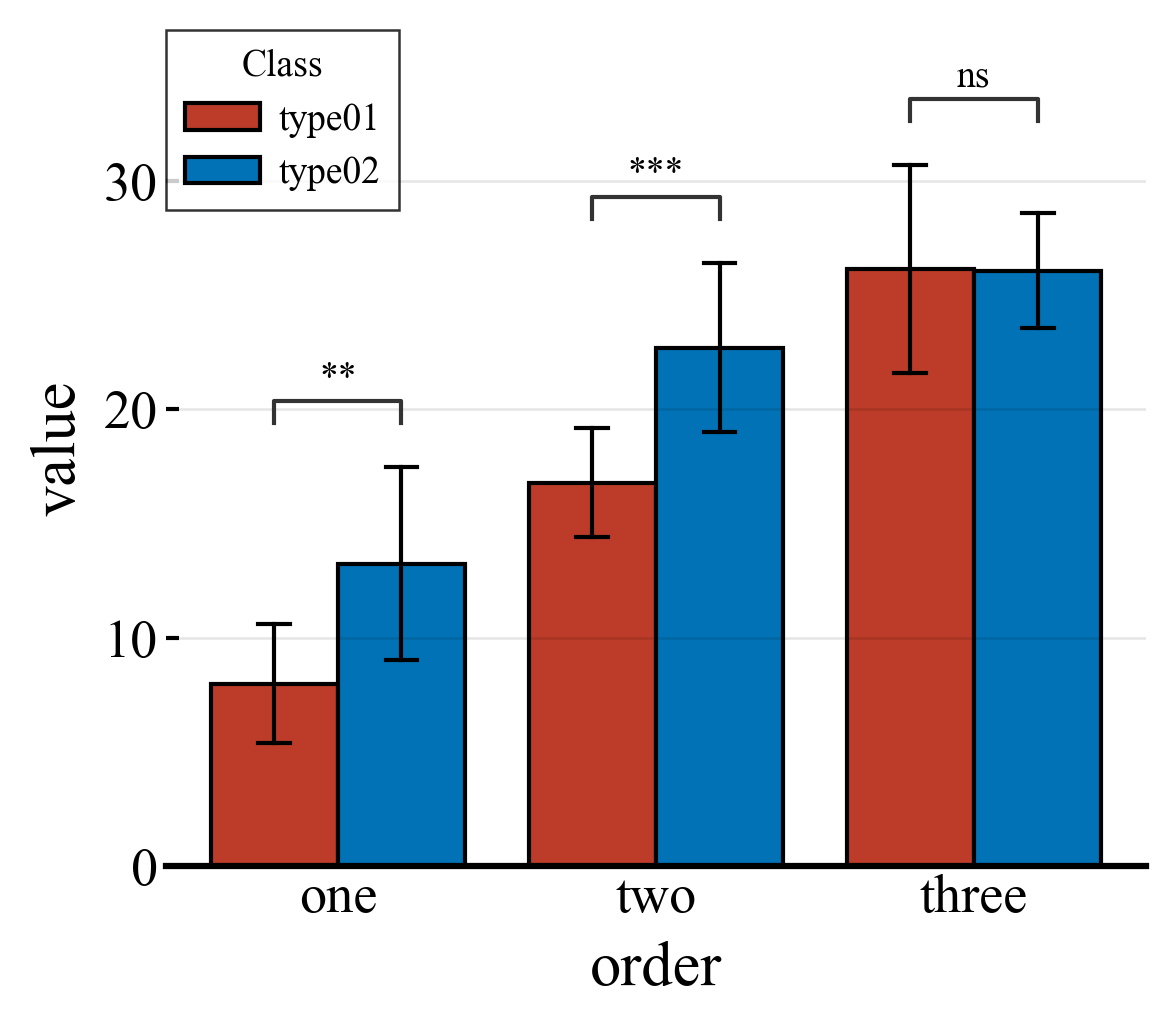 Class
type01
type02
ns
***
**
30
20
10
0
value
one two three
order